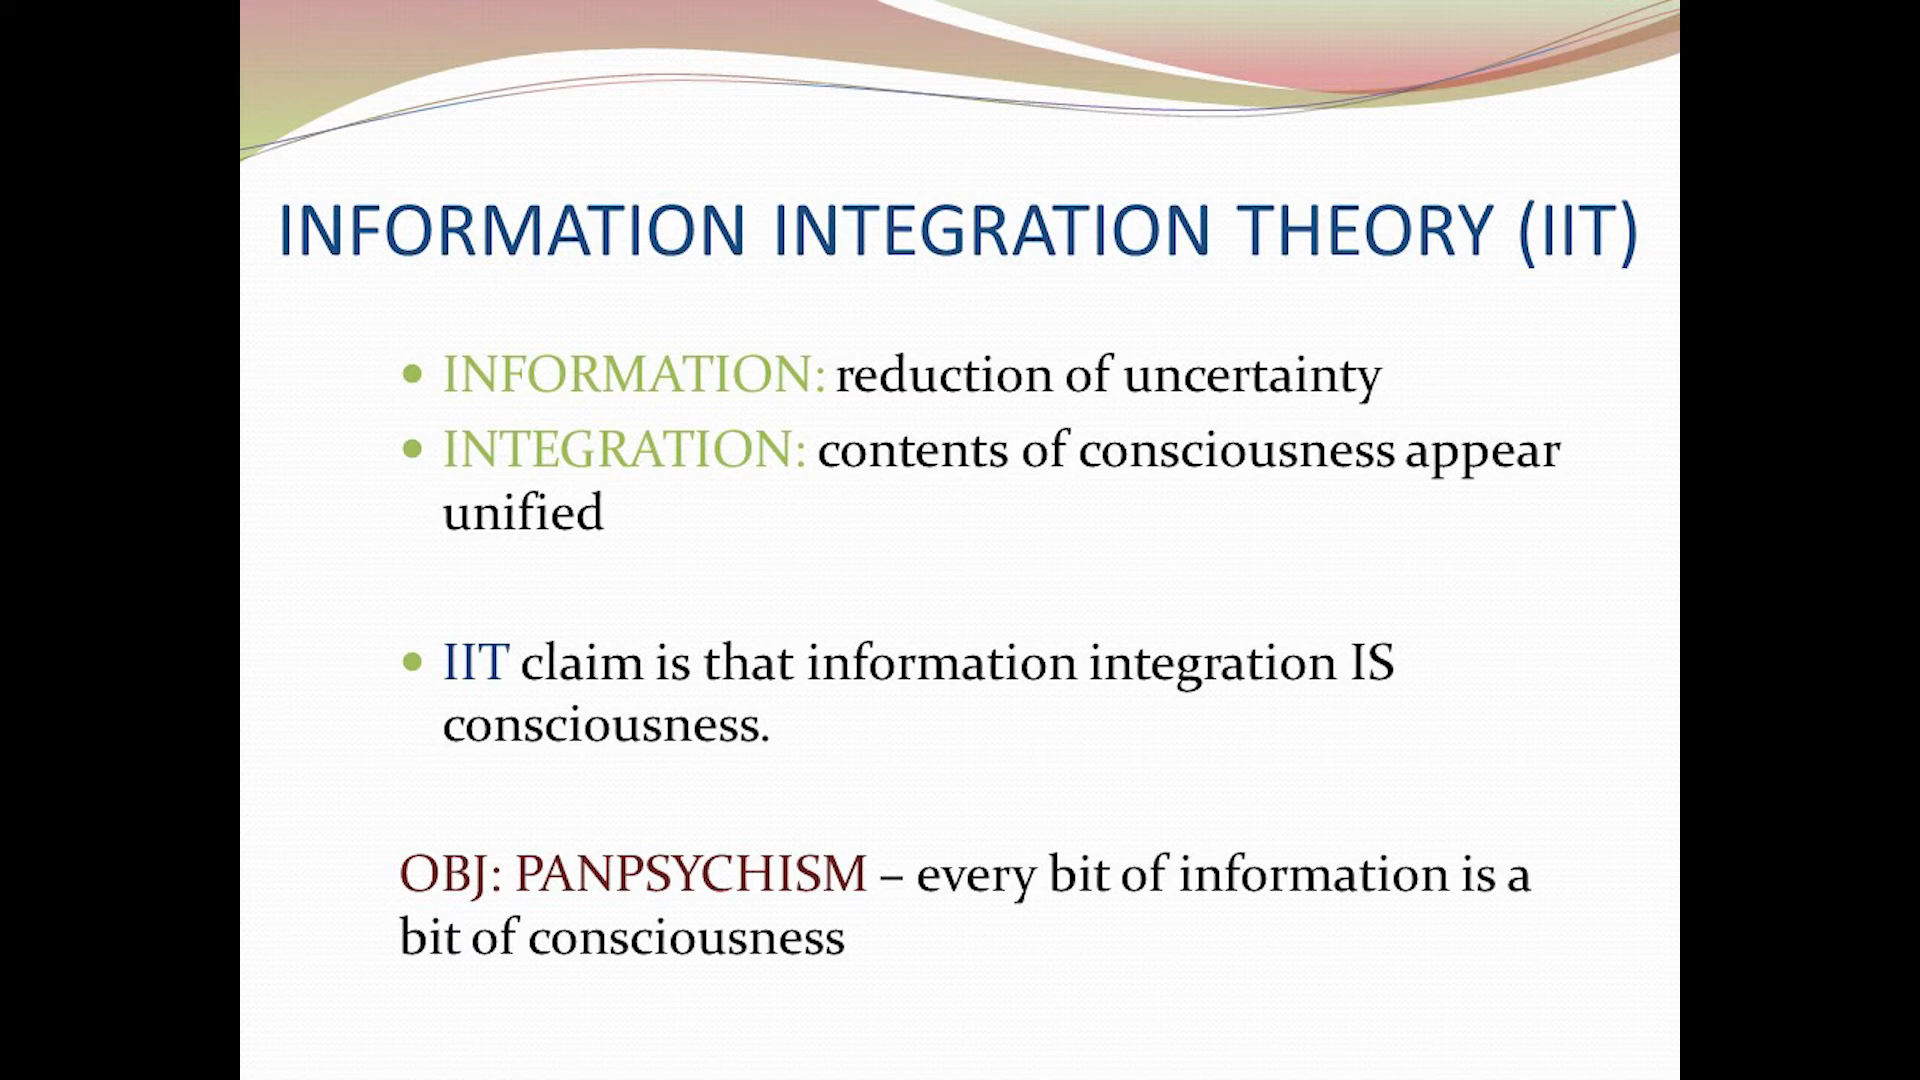 INFORMATION INTEGRATION THEORY (IIT)
• INFORMATION: reduction of uncertainty
• INTEGRATION: contents of consciousness appear
unified
• IIT claim is that information integration IS
consciousness.
OBJ: PANPSYCHISM – every bit of information is a
bit of consciousness